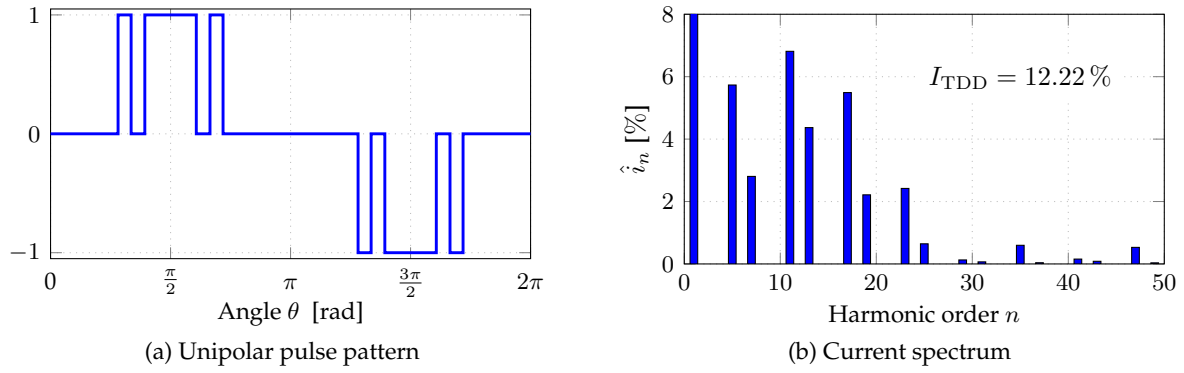 1
0
−1
0
π/2
π
3π/2
2π
Angle θ [rad]
(a) Unipolar pulse pattern
8
6
4
2
0
î_n [%]
I_TDD = 12.22 %
0
10
20
30
40
50
Harmonic order n
(b) Current spectrum